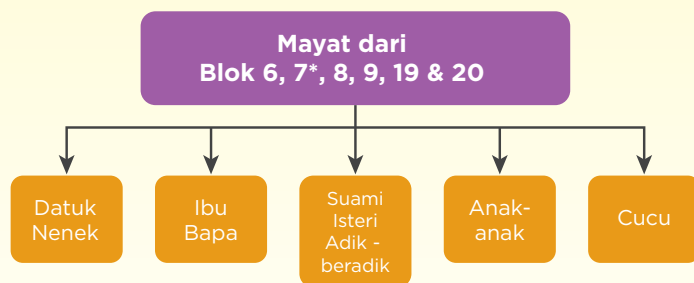 Mayat dari
Blok 6, 7*, 8, 9, 19 & 20
Datuk
Nenek
Ibu
Bapa
Suami
Isteri
Adik -
beradik
Anak-
anak
Cucu